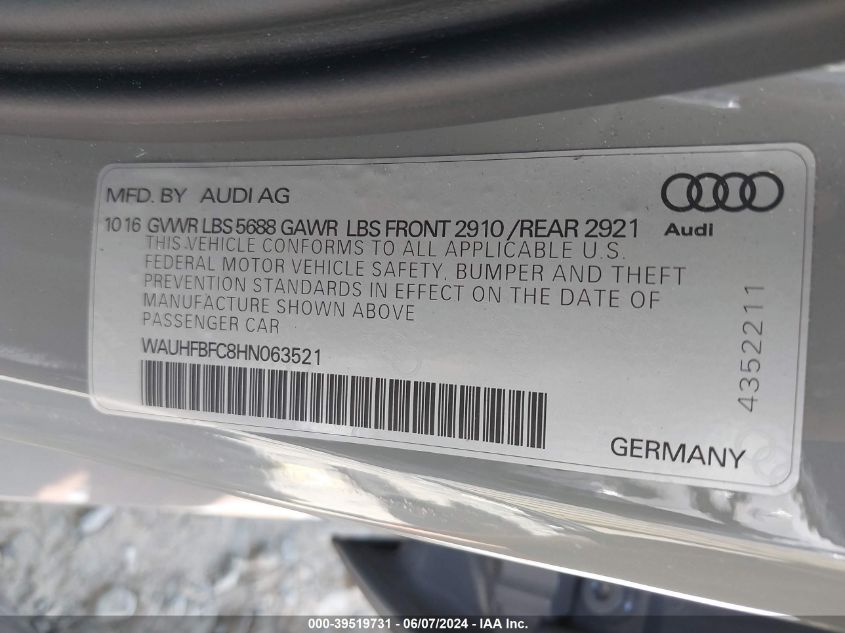 MFD. BY AUDI AG
10 16 GVWR LBS 5688 GAWR LBS FRONT 2910 /REAR 2921
Audi
THIS VEHICLE CONFORMS TO ALL APPLICABLE U.S.
FEDERAL MOTOR VEHICLE SAFETY, BUMPER AND THEFT
PREVENTION STANDARDS IN EFFECT ON THE DATE OF
MANUFACTURE SHOWN ABOVE
PASSENGER CAR
WAUHFBFC8HN063521
4352211
GERMANY
000-39519731 - 06/07/2024 - IAA Inc.